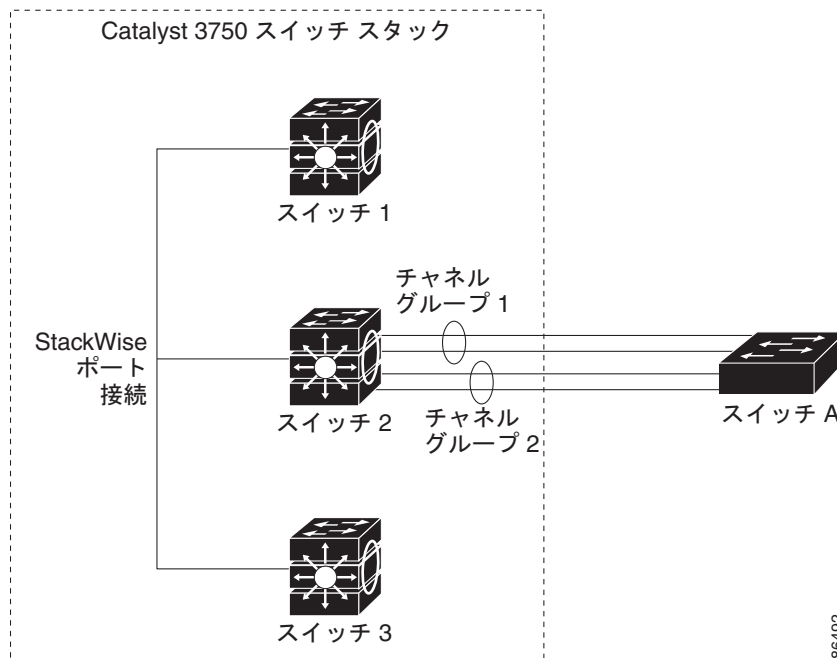 Catalyst 3750 スイッチ スタック
スイッチ 1
チャネル
グループ 1
StackWise
ポート
接続
スイッチ 2
チャネル
グループ 2
スイッチ A
スイッチ 3
86493